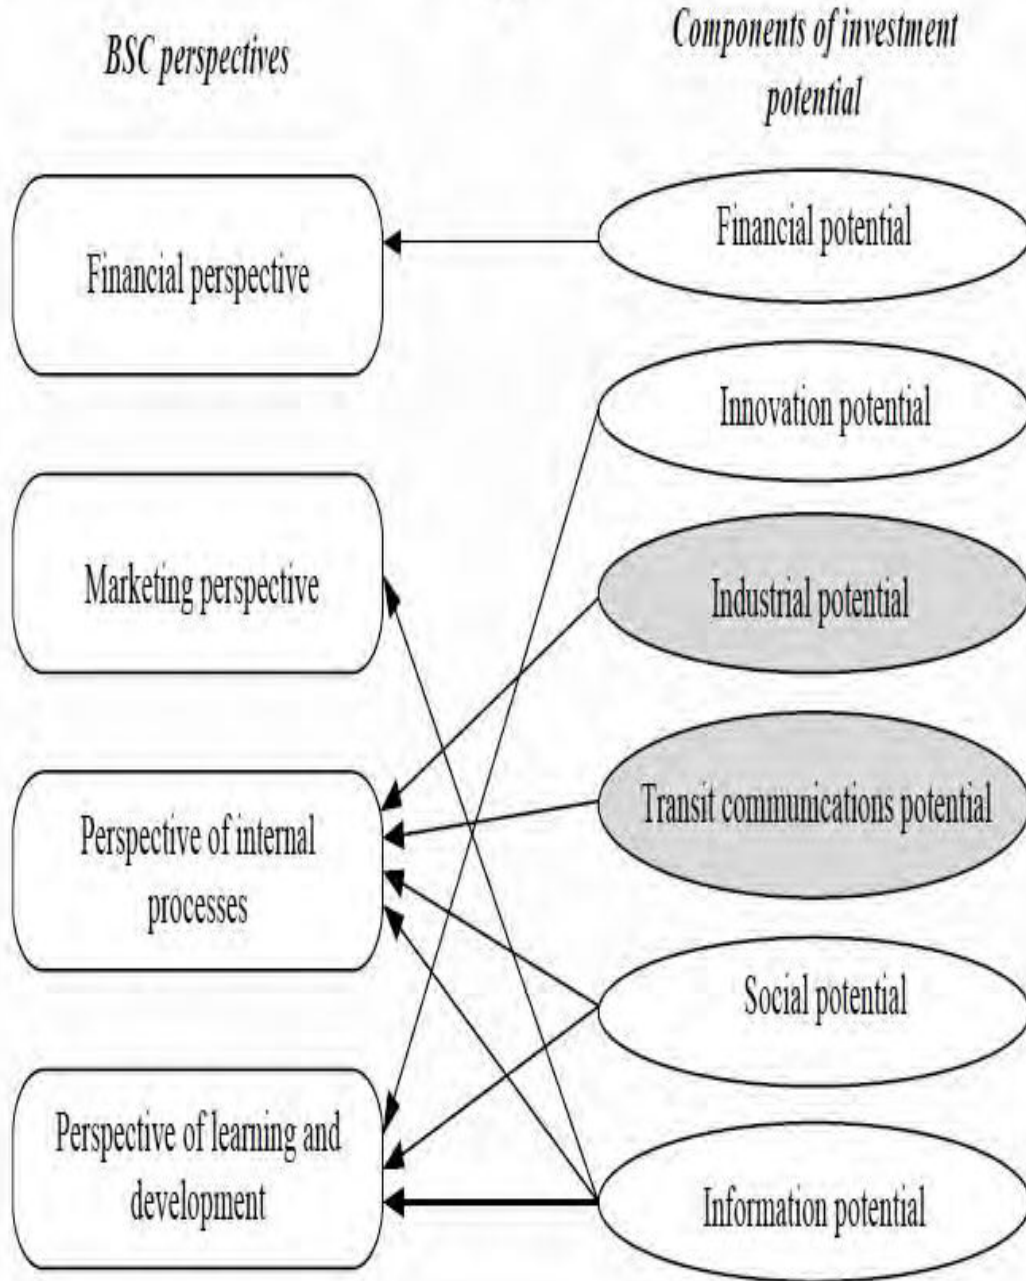 BSC perspectives
Components of investment
potential
Financial perspective
Financial potential
Innovation potential
Marketing perspective
Industrial potential
Perspective of internal
processes
Transit communications potential
Social potential
Perspective of learning and
development
Information potential